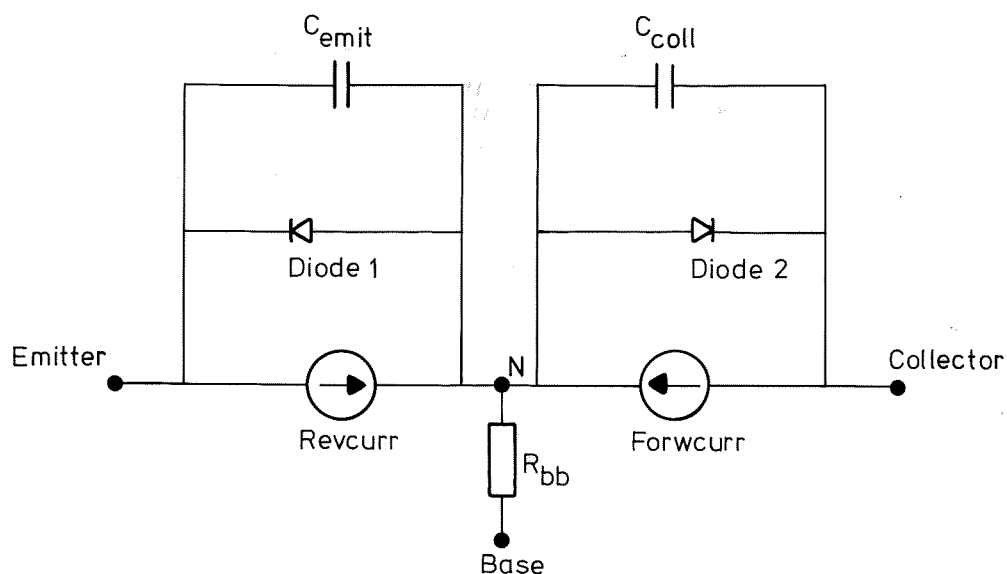 C_emit
C_coll
Diode 1
Diode 2
Emitter
N
Collector
Revcurr
Forwcurr
R_bb
Base